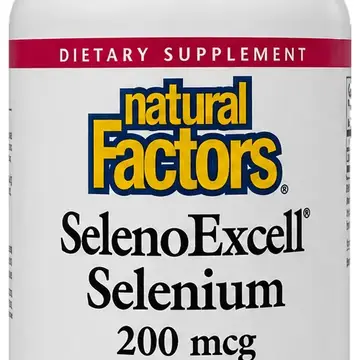 DIETARY SUPPLEMENT
natural
Factors®
SelenoExcell®
Selenium
200 mcg